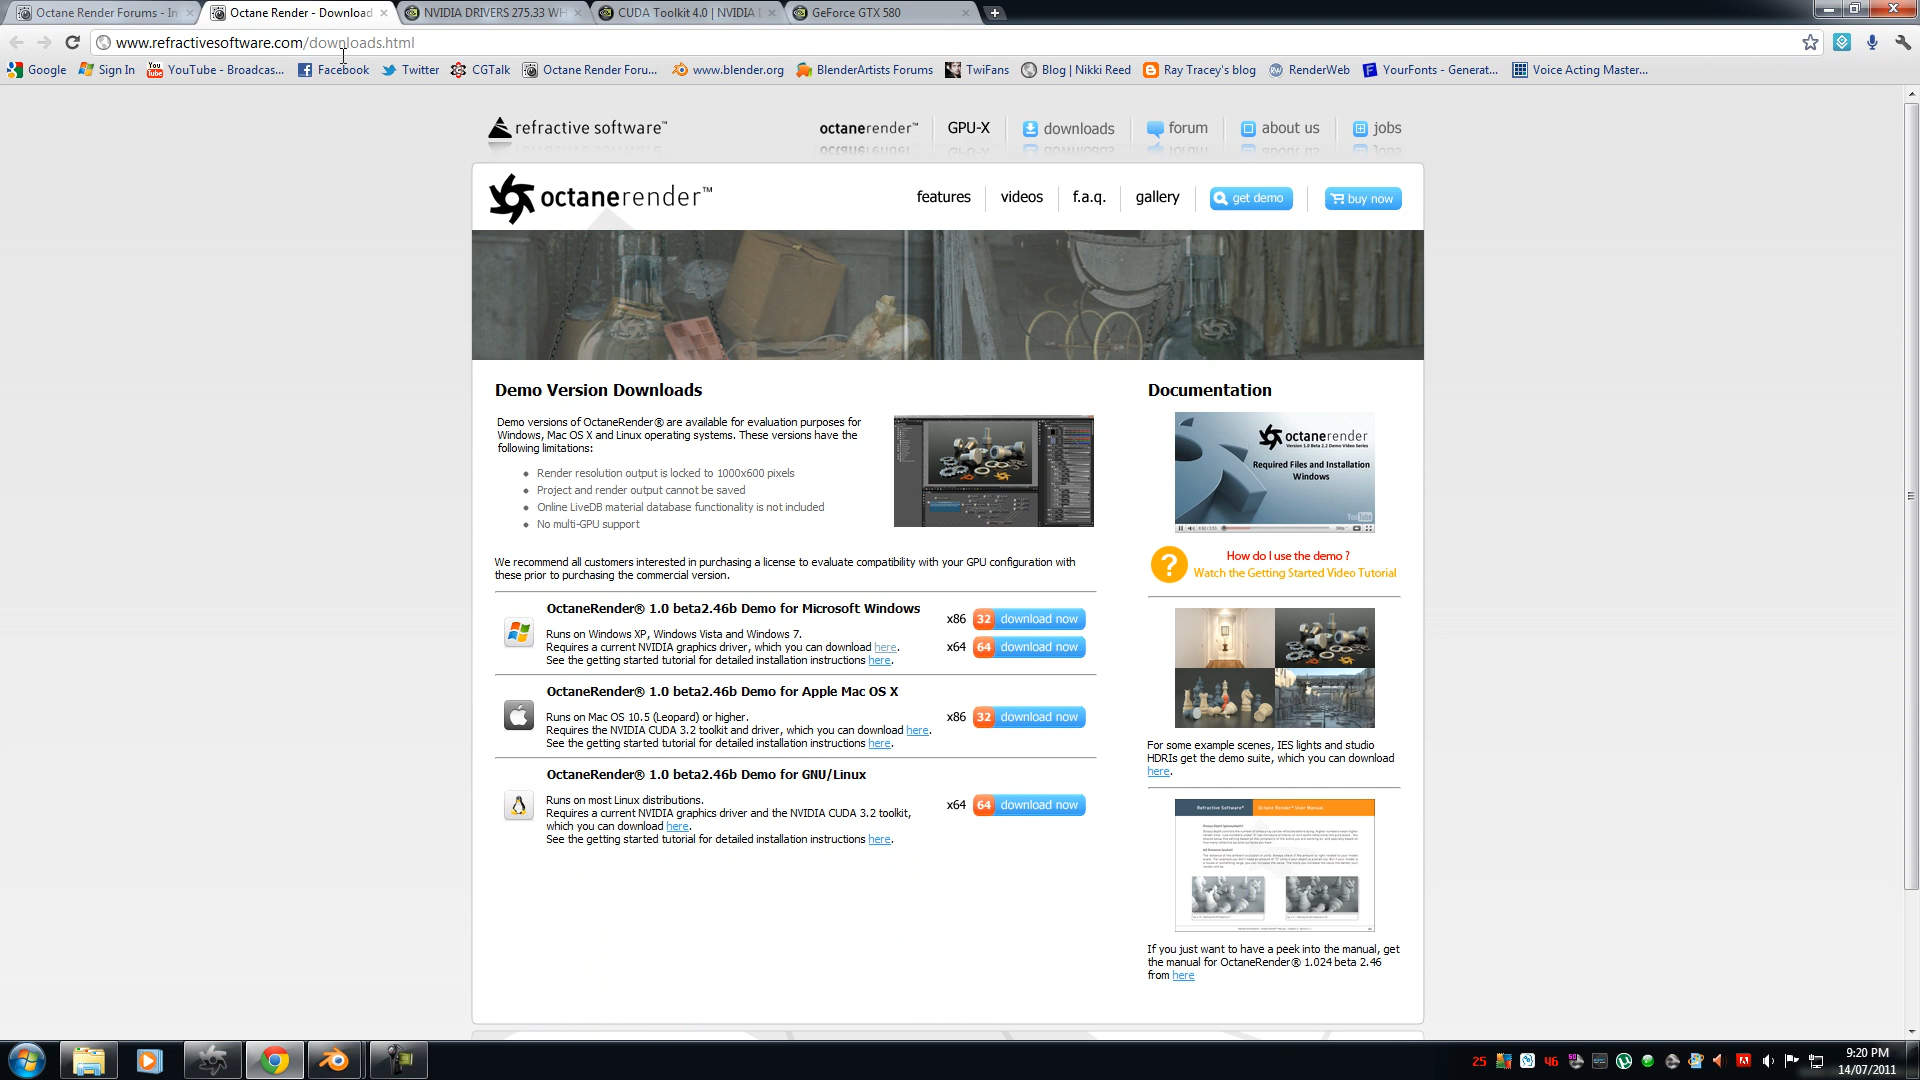 Octane Render Forums - In
Octane Render - Download
NVIDIA DRIVERS 275.33 WH
CUDA Toolkit 4.0 | NVIDIA
GeForce GTX 580
www.refractivesoftware.com/downloads.html
Google
Sign In
YouTube - Broadcas...
Facebook
Twitter
CGTalk
Octane Render Foru...
www.blender.org
BlenderArtists Forums
TwiFans
Blog | Nikki Reed
Ray Tracey's blog
RenderWeb
YourFonts - Generat...
Voice Acting Master...
refractive software™
octanerender™
GPU-X
downloads
forum
about us
jobs
octanerender™
features
videos
f.a.q.
gallery
get demo
buy now
Demo Version Downloads
Demo versions of OctaneRender® are available for evaluation purposes for
Windows, Mac OS X and Linux operating systems. These versions have the
following limitations:
Render resolution output is locked to 1000x600 pixels
Project and render output cannot be saved
Online LiveDB material database functionality is not included
No multi-GPU support
We recommend all customers interested in purchasing a license to evaluate compatibility with your GPU configuration with
these prior to purchasing the commercial version.
OctaneRender® 1.0 beta2.46b Demo for Microsoft Windows
Runs on Windows XP, Windows Vista and Windows 7.
Requires a current NVIDIA graphics driver, which you can download here.
See the getting started tutorial for detailed installation instructions here.
x86 32 download now
x64 64 download now
OctaneRender® 1.0 beta2.46b Demo for Apple Mac OS X
Runs on Mac OS 10.5 (Leopard) or higher.
Requires the NVIDIA CUDA 3.2 toolkit and driver, which you can download here.
See the getting started tutorial for detailed installation instructions here.
x86 32 download now
OctaneRender® 1.0 beta2.46b Demo for GNU/Linux
Runs on most Linux distributions.
Requires a current NVIDIA graphics driver and the NVIDIA CUDA 3.2 toolkit,
which you can download here.
See the getting started tutorial for detailed installation instructions here.
x64 64 download now
Documentation
octanerender
Version 1.0 Beta 2.2 Demo Video Series
Required Files and Installation
Windows
YouTube
How do I use the demo ?
Watch the Getting Started Video Tutorial
For some example scenes, IES lights and studio
HDRIs get the demo suite, which you can download
here.
Refractive Software® Octane Render™ User Manual
If you just want to have a peek into the manual, get
the manual for OctaneRender® 1.024 beta 2.46
from here
25
46
9:20 PM
14/07/2011